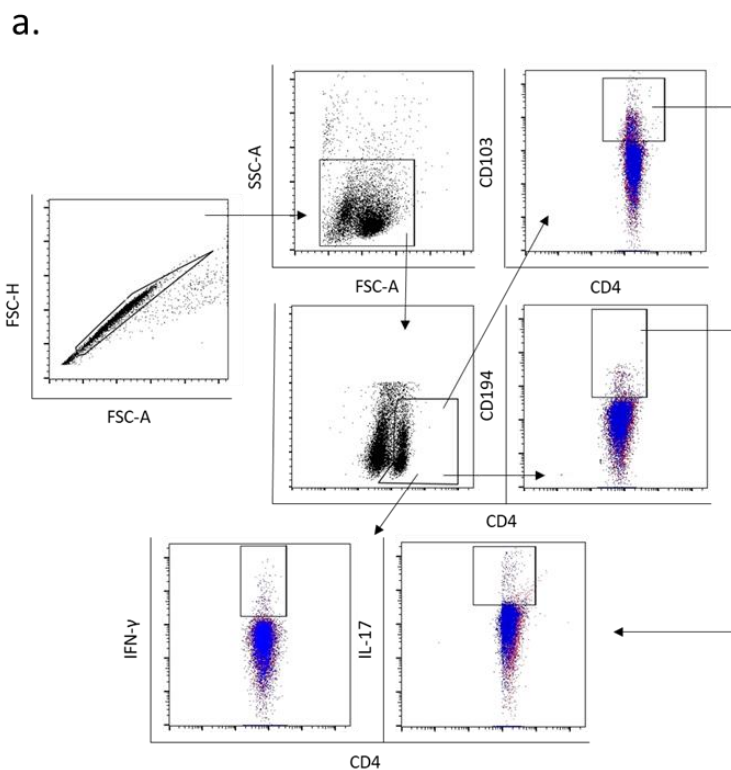 a.
SSC-A
FSC-A
CD103
CD4
FSC-H
FSC-A
CD194
CD4
IFN-γ
IL-17
CD4